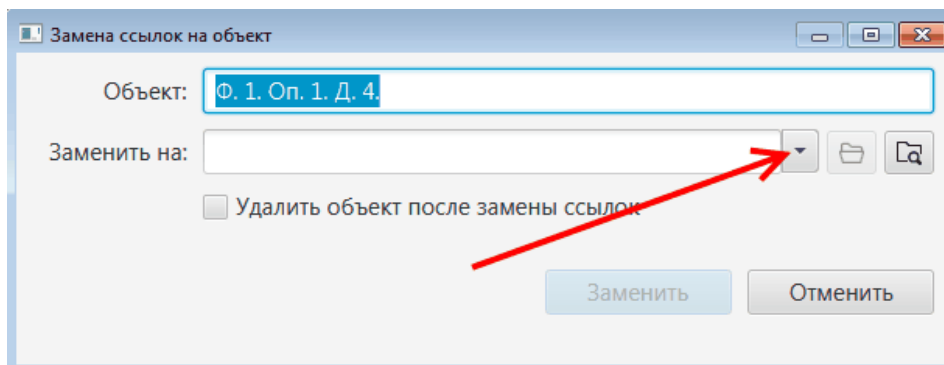 Замена ссылок на объект
Объект: Ф. 1. Оп. 1. Д. 4.
Заменить на:
Удалить объект после замены ссылок
Заменить Отменить